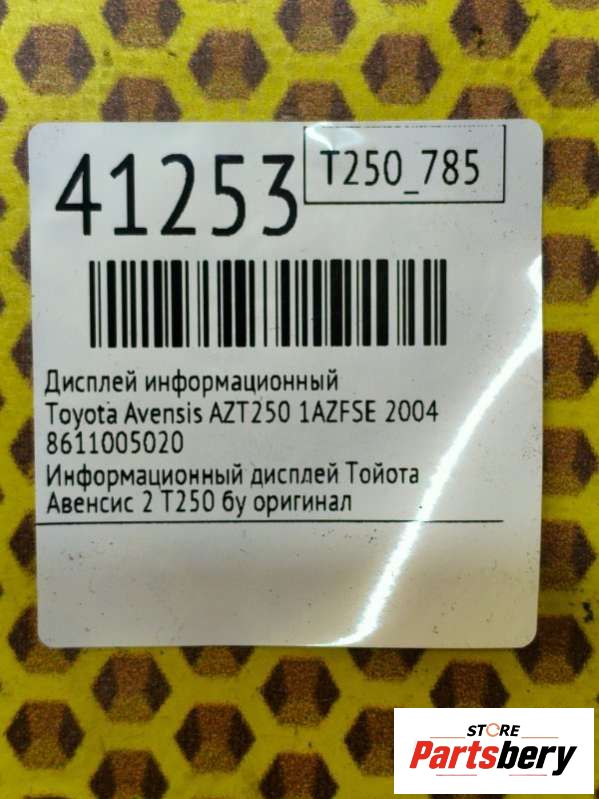 41253
T250_785
Дисплей информационный
Toyota Avensis AZT250 1AZFSE 2004
8611005020
Информационный дисплей Тойота
Авенсис 2 Т250 бу оригинал
STORE
Partsbery